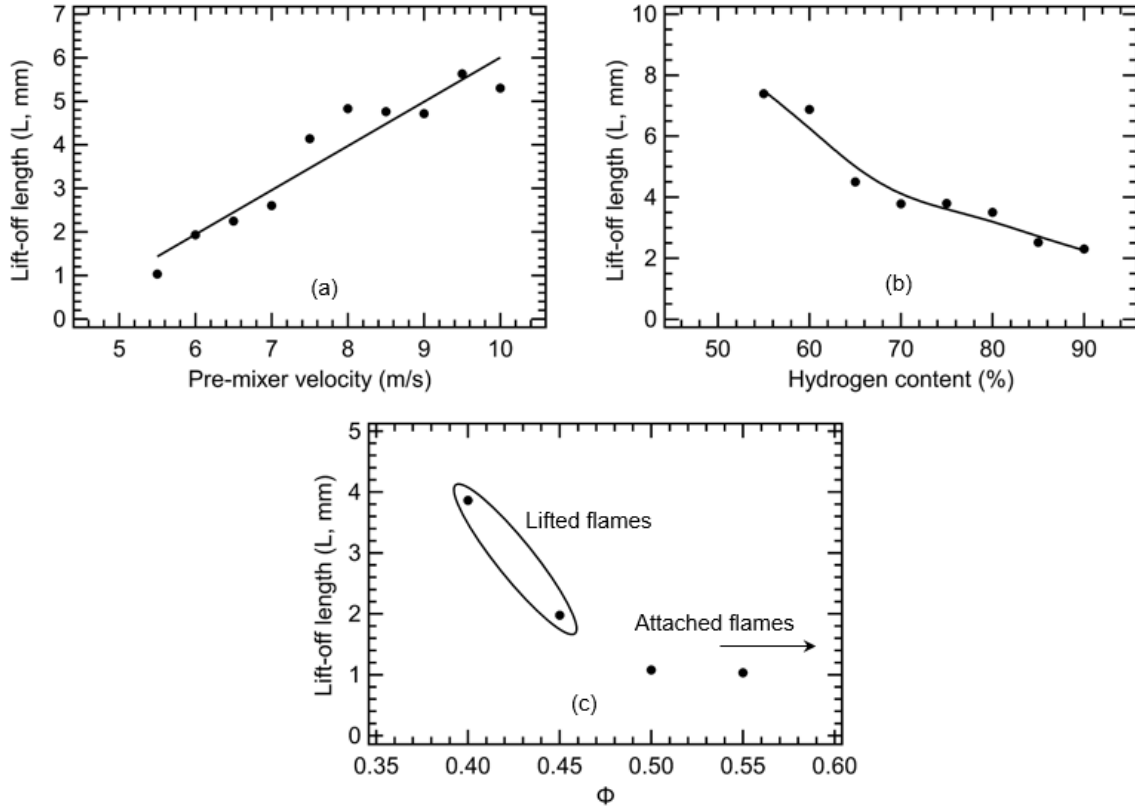 7
6
5
4
3
2
1
0
Lift-off length (L, mm)
(a)
5 6 7 8 9 10
Pre-mixer velocity (m/s)
10
8
6
4
2
0
Lift-off length (L, mm)
(b)
50 60 70 80 90
Hydrogen content (%)
5
4
3
2
1
0
Lift-off length (L, mm)
Lifted flames
Attached flames
(c)
0.35 0.40 0.45 0.50 0.55 0.60
Φ